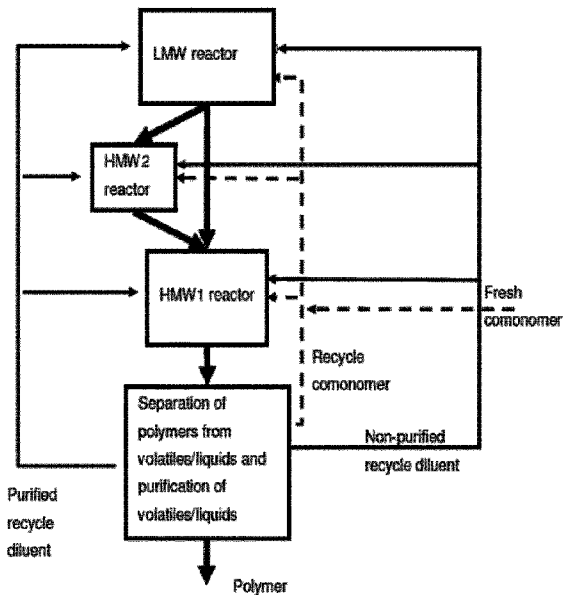 LMW reactor
HMW2
reactor
HMW1 reactor
Fresh
comonomer
Recycle
comonomer
Separation of
polymers from
volatiles/liquids and
purification of
volatiles/liquids
Non-purified
recycle diluent
Purified
recycle
diluent
Polymer